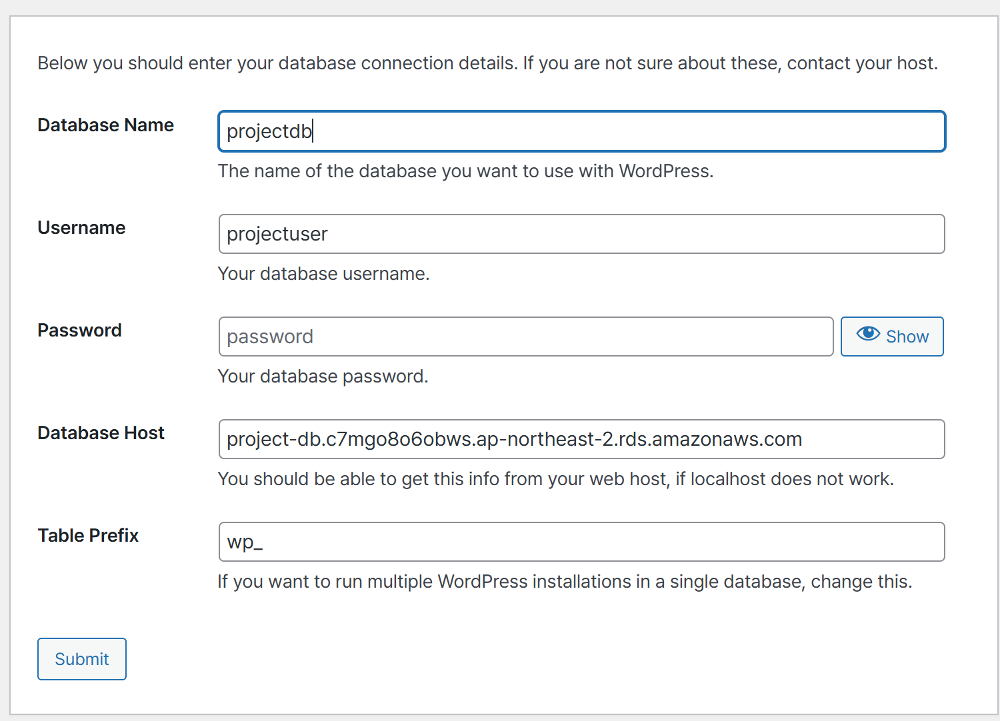 Below you should enter your database connection details. If you are not sure about these, contact your host.
Database Name
projectdb
The name of the database you want to use with WordPress.
Username
projectuser
Your database username.
Password
password
Show
Your database password.
Database Host
project-db.c7mgo8o6obws.ap-northeast-2.rds.amazonaws.com
You should be able to get this info from your web host, if localhost does not work.
Table Prefix
wp_
If you want to run multiple WordPress installations in a single database, change this.
Submit